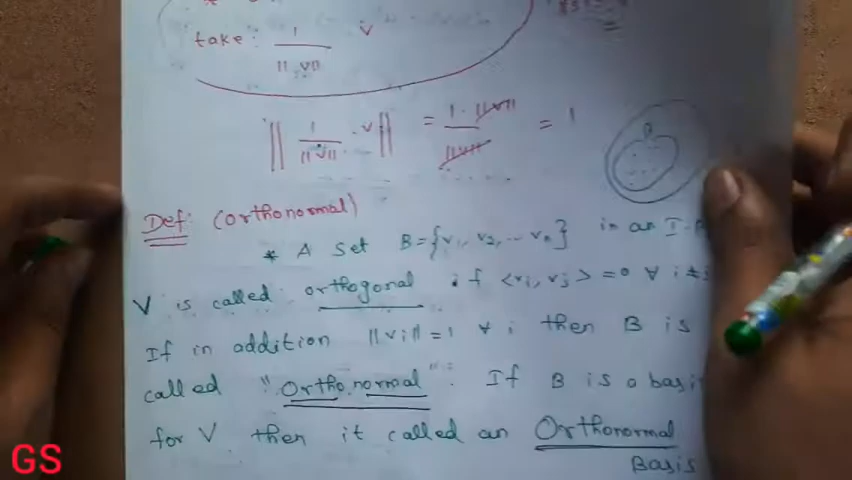 take: 1/||v|| v
|| 1/||v|| . v || = 1 . ||v||/||v|| = 1
B
Def: (Orthonormal)
* A set B={v1, v2, ... vn} in an I.P
V is called orthogonal if <vi, vj> =0 ∀ i≠j
If in addition ||vi||=1 ∀ i then B is
called "Orthonormal". If B is a basi
for V then it called an Orthonormal
Basis
GS